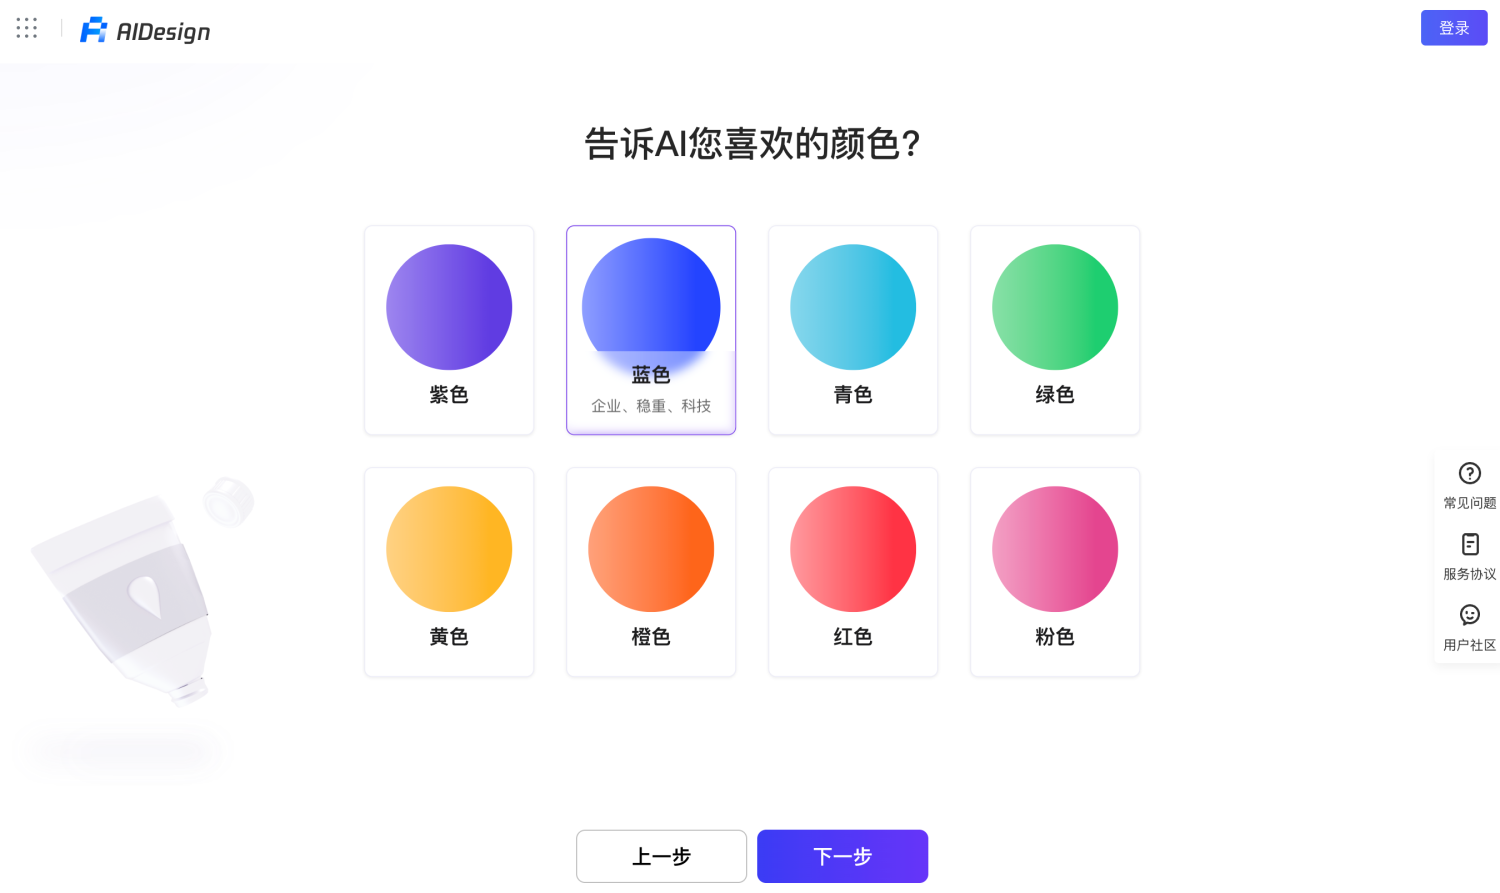 AIDesign
登录
告诉AI您喜欢的颜色?
紫色
蓝色
企业、稳重、科技
青色
绿色
黄色
橙色
红色
粉色
常见问题
服务协议
用户社区
上一步
下一步